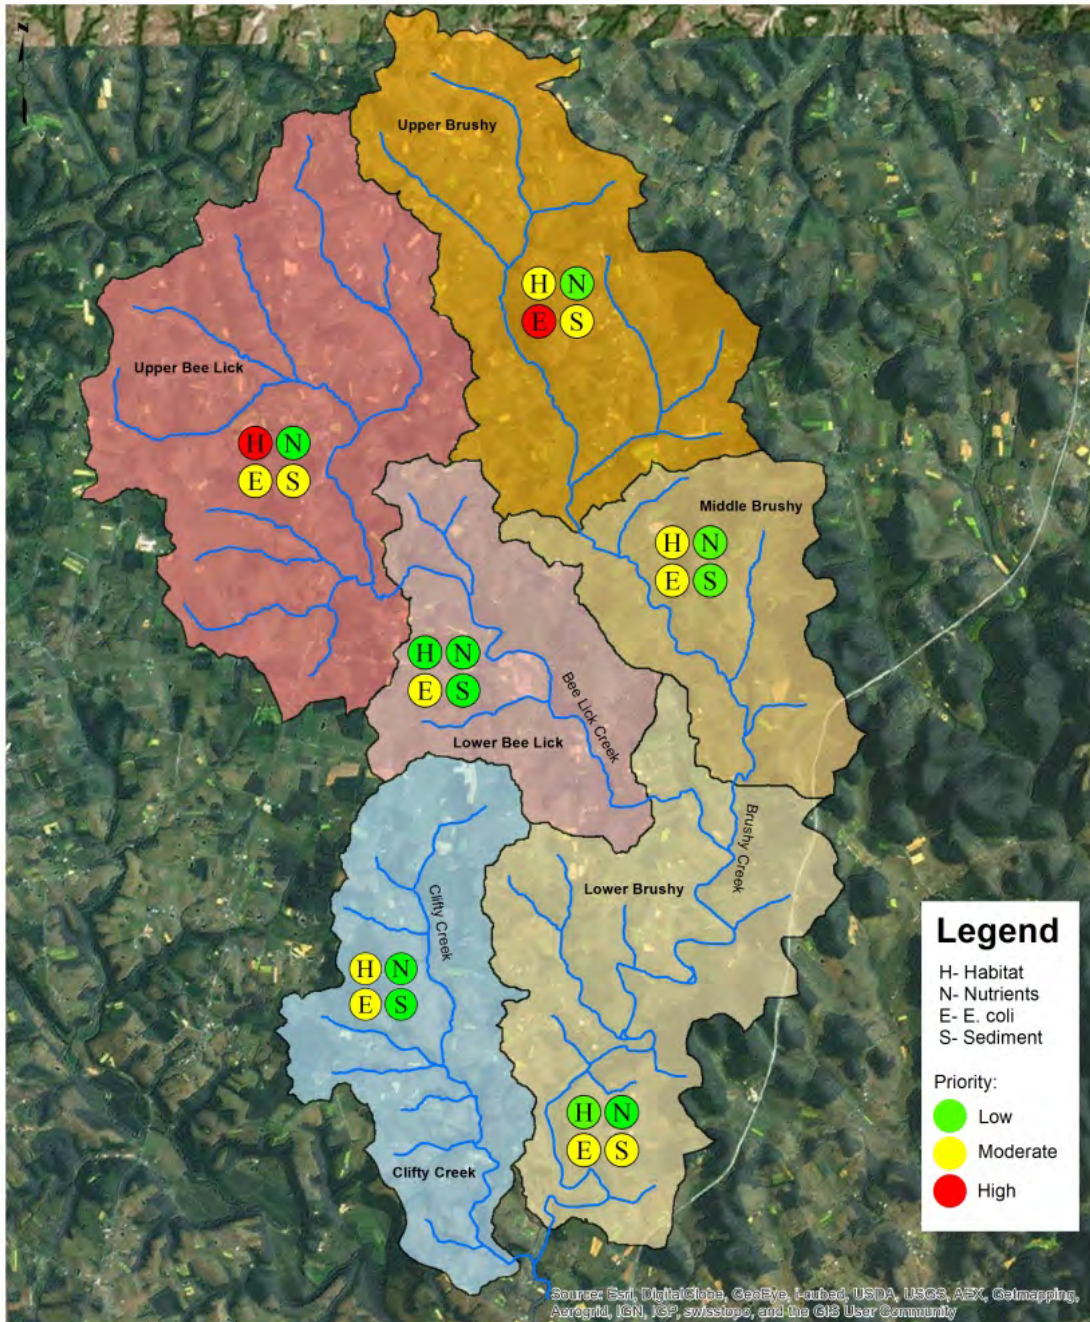 N
Upper Brushy
H N
E S
Upper Bee Lick
H N
E S
Middle Brushy
H N
E S
H N
E S
Bee Lick Creek
Lower Bee Lick
Brushy Creek
Lower Brushy
Clifty Creek
H N
E S
H N
E S
Clifty Creek
Legend
H- Habitat
N- Nutrients
E- E. coli
S- Sediment
Priority:
Low
Moderate
High
Source: Esri, DigitalGlobe, GeoEye, i-cubed, USDA, USGS, AEX, Getmapping,
Aerogrid, IGN, IGP, swisstopo, and the GIS User Community